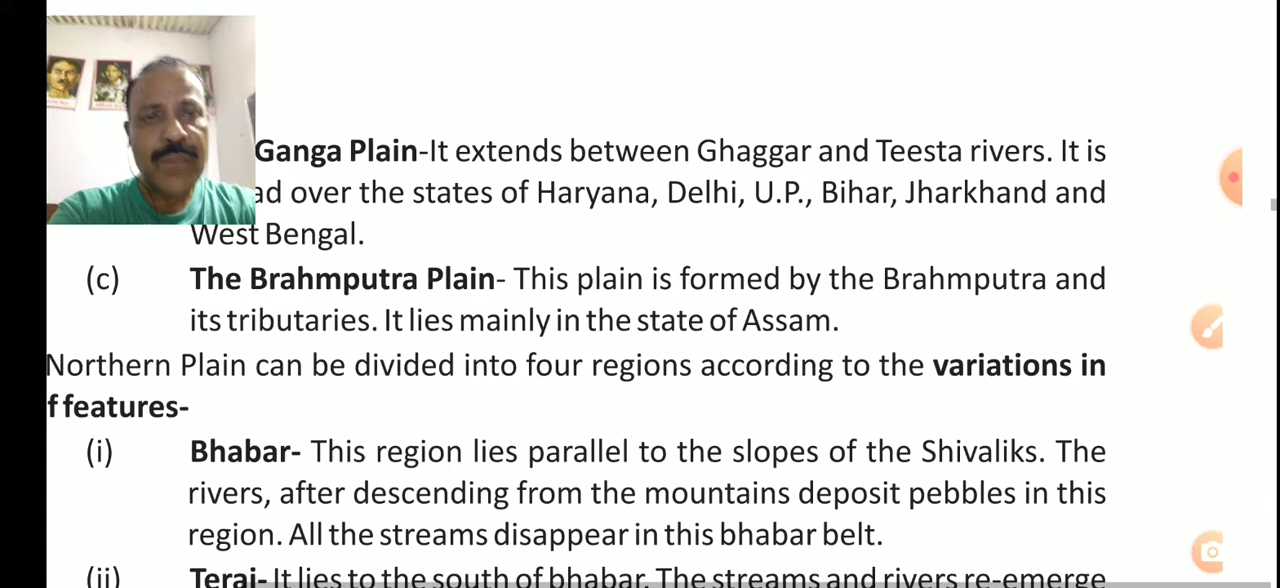 Ganga Plain-It extends between Ghaggar and Teesta rivers. It is
ad over the states of Haryana, Delhi, U.P., Bihar, Jharkhand and
West Bengal.
(c) The Brahmputra Plain- This plain is formed by the Brahmputra and
its tributaries. It lies mainly in the state of Assam.
Northern Plain can be divided into four regions according to the variations in
f features-
(i) Bhabar- This region lies parallel to the slopes of the Shivaliks. The
rivers, after descending from the mountains deposit pebbles in this
region. All the streams disappear in this bhabar belt.
(ii) Terai- It lies to the south of bhabar. The streams and rivers re-emerge